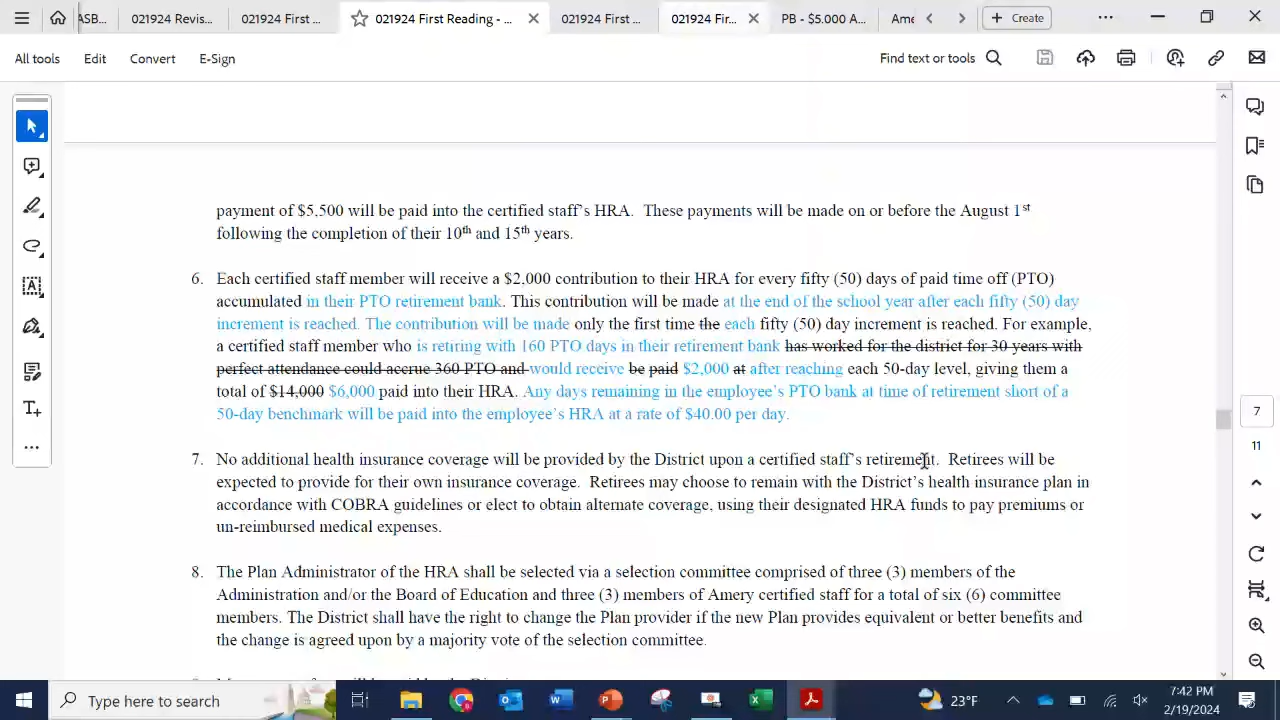 ASB...
021924 Revis...
021924 First ...
021924 First Reading - ...
021924 First ...
021924 Fir...
PB - $5.000 A...
Ame
Create
All tools
Edit
Convert
E-Sign
Find text or tools
payment of $5,500 will be paid into the certified staff's HRA.  These payments will be made on or before the August 1st
following the completion of their 10th and 15th years.
6. Each certified staff member will receive a $2,000 contribution to their HRA for every fifty (50) days of paid time off (PTO)
accumulated in their PTO retirement bank. This contribution will be made at the end of the school year after each fifty (50) day
increment is reached. The contribution will be made only the first time the each fifty (50) day increment is reached. For example,
a certified staff member who is retiring with 160 PTO days in their retirement bank has worked for the district for 30 years with
perfect attendance could accrue 360 PTO and would receive be paid $2,000 at after reaching each 50-day level, giving them a
total of $14,000 $6,000 paid into their HRA. Any days remaining in the employee's PTO bank at time of retirement short of a
50-day benchmark will be paid into the employee's HRA at a rate of $40.00 per day.
7. No additional health insurance coverage will be provided by the District upon a certified staff's retirement.  Retirees will be
expected to provide for their own insurance coverage.  Retirees may choose to remain with the District's health insurance plan in
accordance with COBRA guidelines or elect to obtain alternate coverage, using their designated HRA funds to pay premiums or
un-reimbursed medical expenses.
8. The Plan Administrator of the HRA shall be selected via a selection committee comprised of three (3) members of the
Administration and/or the Board of Education and three (3) members of Amery certified staff for a total of six (6) committee
members. The District shall have the right to change the Plan provider if the new Plan provides equivalent or better benefits and
the change is agreed upon by a majority vote of the selection committee.
7
11
Type here to search
23°F
7:42 PM
2/19/2024